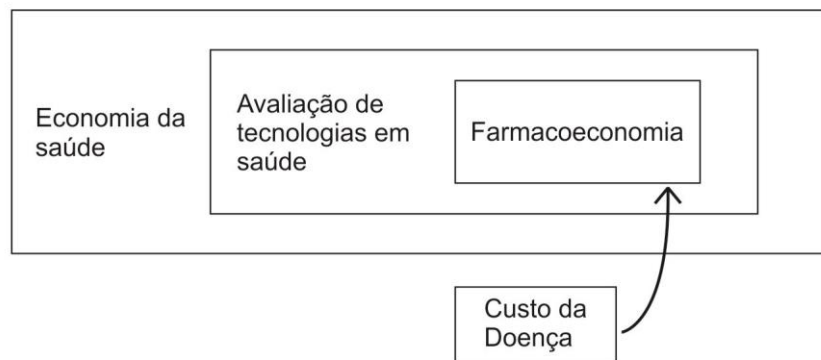 Economia da
saúde
Avaliação de
tecnologias em
saúde
Farmacoeconomia
Custo da
Doença